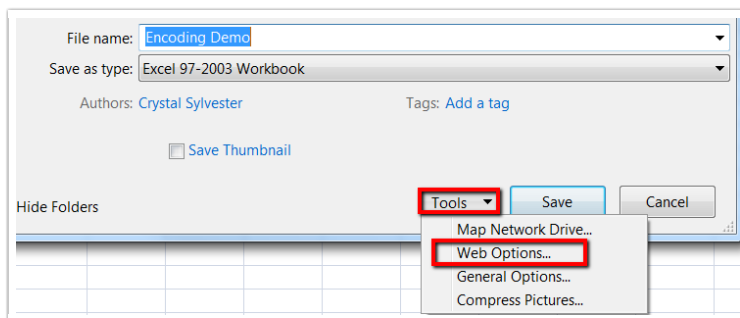 File name: Encoding Demo
Save as type: Excel 97-2003 Workbook
Authors: Crystal Sylvester Tags: Add a tag
Save Thumbnail
Hide Folders Tools Save Cancel
Map Network Drive...
Web Options...
General Options...
Compress Pictures...